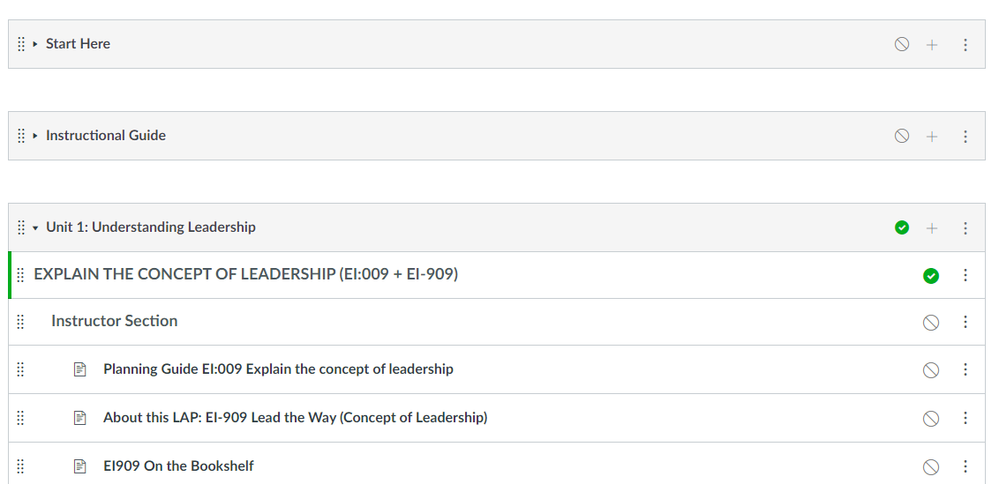 Start Here
Instructional Guide
Unit 1: Understanding Leadership
EXPLAIN THE CONCEPT OF LEADERSHIP (EI:009 + EI-909)
Instructor Section
Planning Guide EI:009 Explain the concept of leadership
About this LAP: EI-909 Lead the Way (Concept of Leadership)
EI909 On the Bookshelf